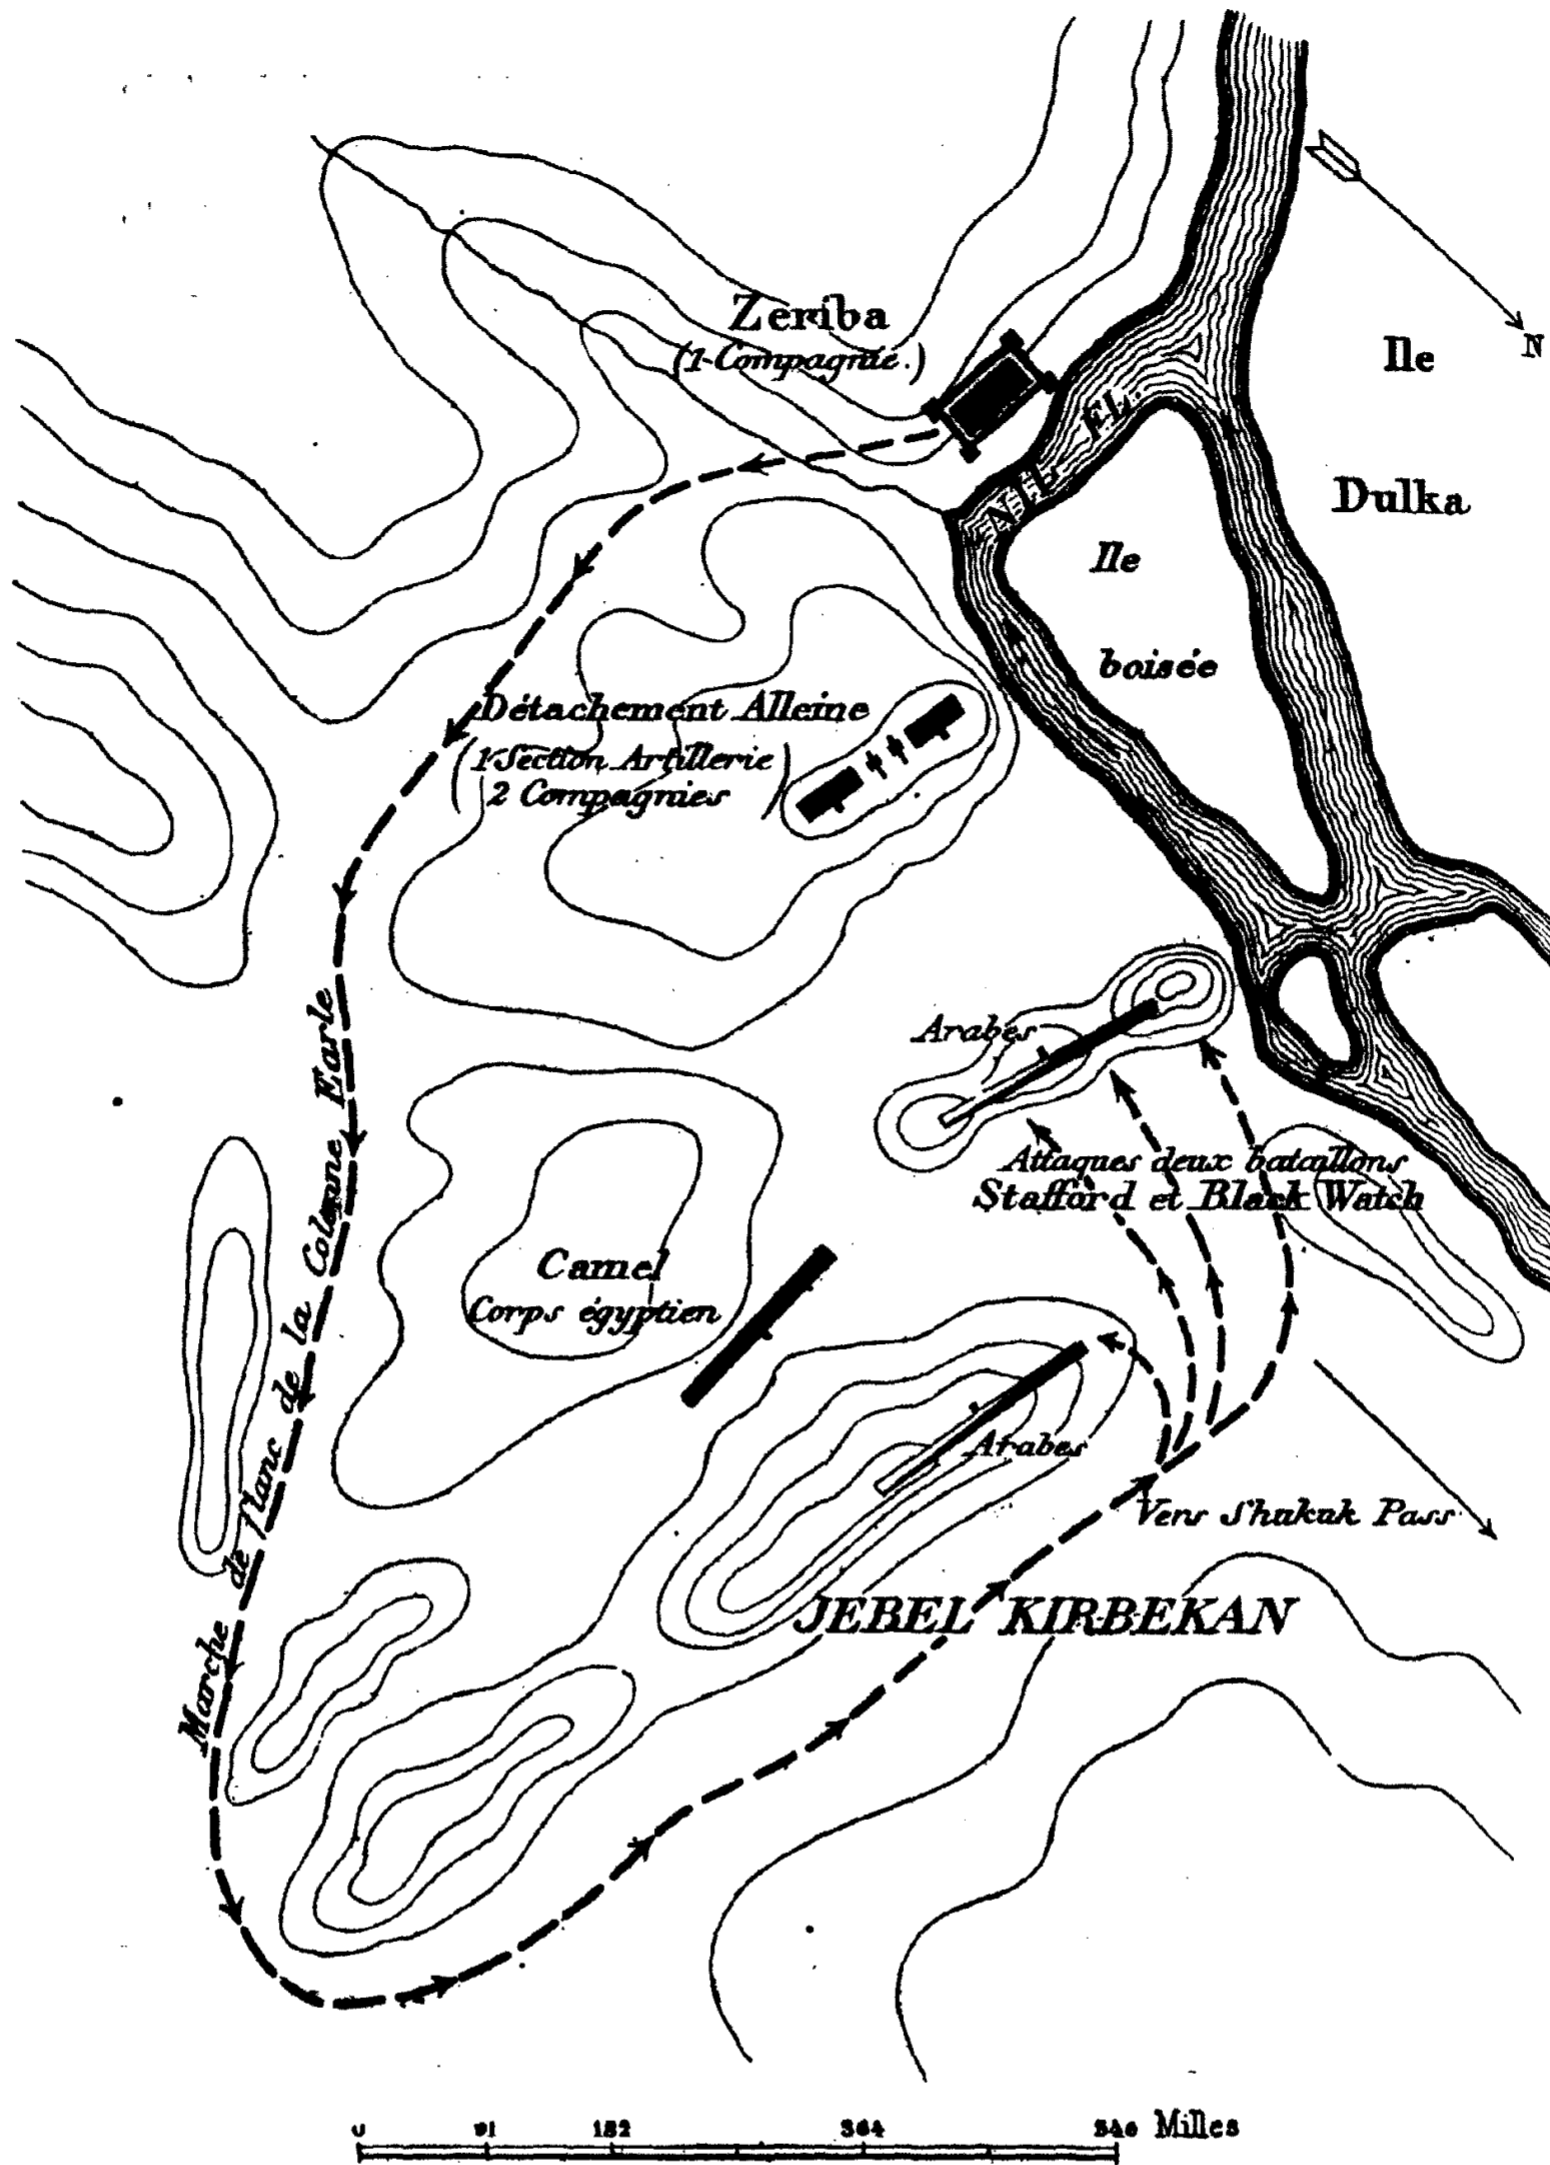 Zeriba
(1-Compagnie.)
N
Ile
Dulka
NIL FL.
Ile
boisée
Détachement Alleine
(1-Section Artillerie
2 Compagnies)
Arabes
Attaques deux bataillons
Stafford et Black Watch
Camel
Corps égyptien
Arabes
Vers Shukuk Pass
JEBEL KIRBEKAN
Marche de flanc de la Colonne Earle
0 91 182 364 546 Milles